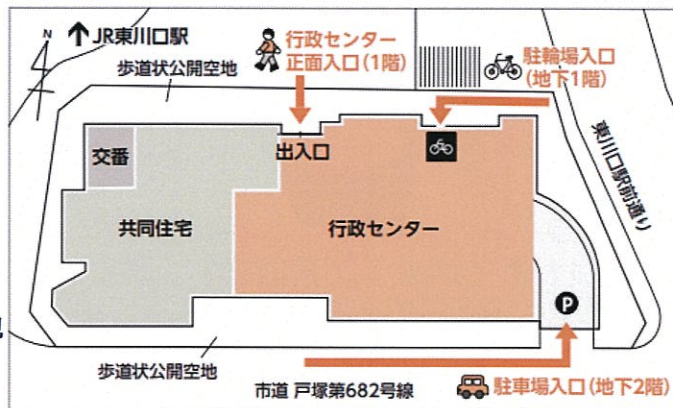 N
JR東川口駅
歩道状公開空地
行政センター
正面入口(1階)
駐輪場入口
(地下1階)
交番
出入口
共同住宅
行政センター
東川口駅前通り
P
歩道状公開空地
市道 戸塚第682号線
駐車場入口(地下2階)